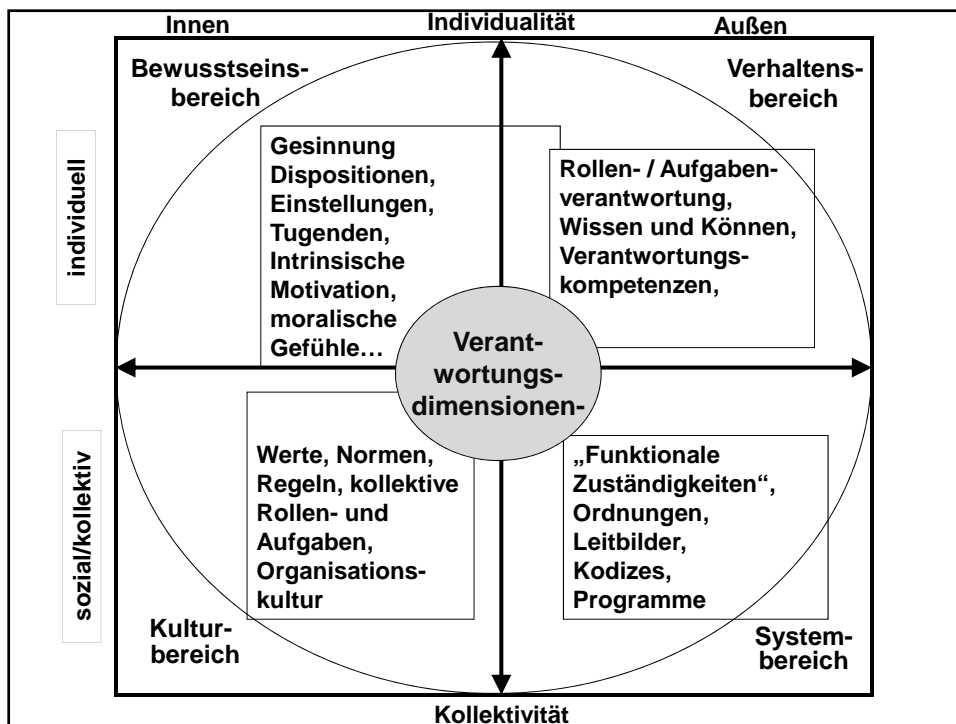 Innen
Individualität
Außen
Bewusstseins-
bereich
Verhaltens-
bereich
individuell
Gesinnung
Dispositionen,
Einstellungen,
Tugenden,
Intrinsische
Motivation,
moralische
Gefühle…
Rollen- / Aufgaben-
verantwortung,
Wissen und Können,
Verantwortungs-
kompetenzen,
Verant-
wortungs-
dimensionen-
sozial/kollektiv
Werte, Normen,
Regeln, kollektive
Rollen- und
Aufgaben,
Organisations-
kultur
„Funktionale
Zuständigkeiten“,
Ordnungen,
Leitbilder,
Kodizes,
Programme
Kultur-
bereich
System-
bereich
Kollektivität